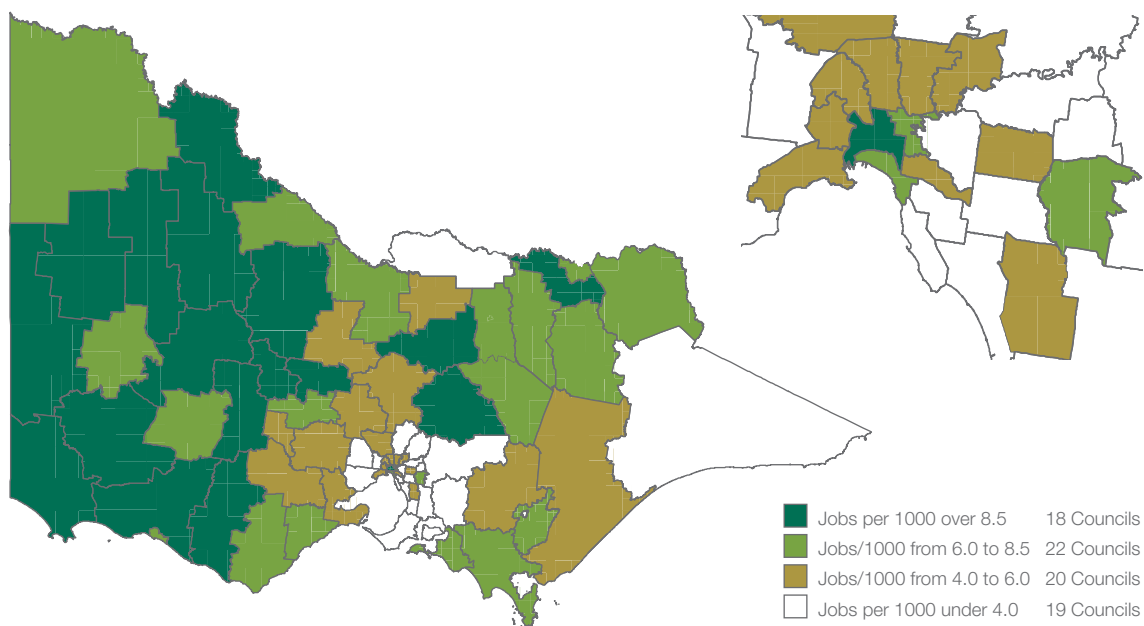 Jobs per 1000 over 8.5 18 Councils
Jobs/1000 from 6.0 to 8.5 22 Councils
Jobs/1000 from 4.0 to 6.0 20 Councils
Jobs per 1000 under 4.0 19 Councils